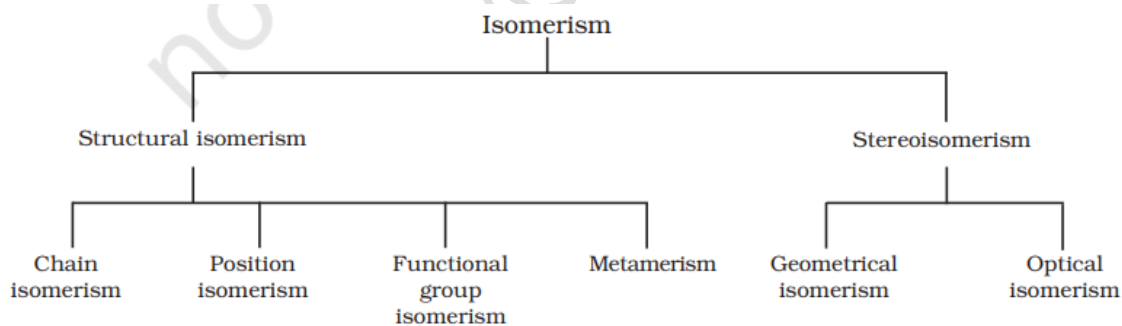 Isomerism
Structural isomerism
Stereoisomerism
Chain
isomerism
Position
isomerism
Functional
group
isomerism
Metamerism
Geometrical
isomerism
Optical
isomerism